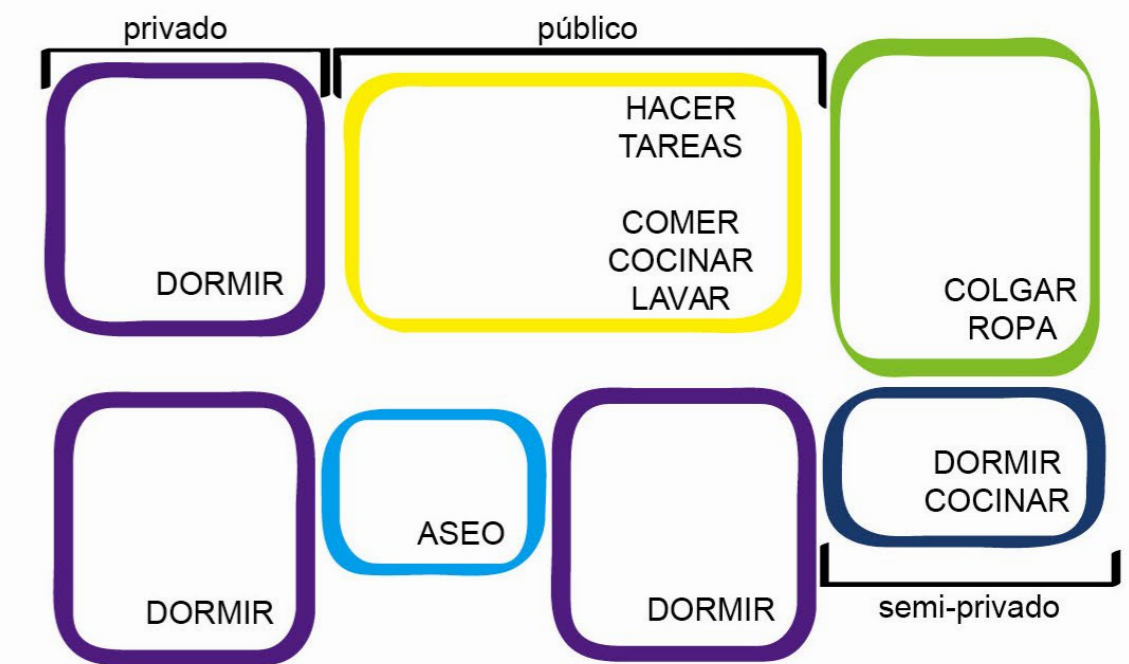 privado
público
HACER
TAREAS
COMER
COCINAR
LAVAR
DORMIR
COLGAR
ROPA
DORMIR
COCINAR
ASEO
DORMIR
DORMIR
semi-privado